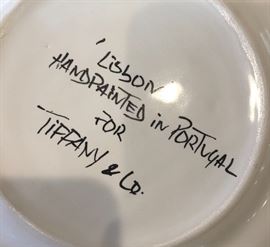 'Lisbon
HANDPAINTED in PORTUGAL
FOR
TIFFANY & Co.